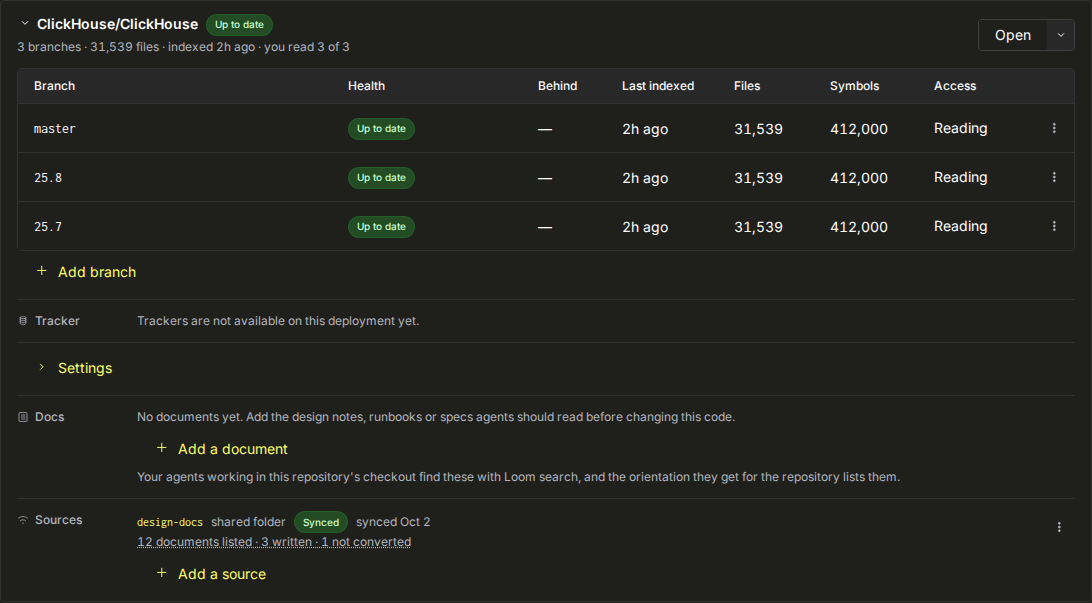 ClickHouse/ClickHouse Up to date
3 branches · 31,539 files · indexed 2h ago · you read 3 of 3
Open
Branch Health Behind Last indexed Files Symbols Access
master Up to date — 2h ago 31,539 412,000 Reading
25.8 Up to date — 2h ago 31,539 412,000 Reading
25.7 Up to date — 2h ago 31,539 412,000 Reading
+ Add branch
Tracker Trackers are not available on this deployment yet.
Settings
Docs No documents yet. Add the design notes, runbooks or specs agents should read before changing this code.
+ Add a document
Your agents working in this repository's checkout find these with Loom search, and the orientation they get for the repository lists them.
Sources design-docs shared folder Synced synced Oct 2
12 documents listed · 3 written · 1 not converted
+ Add a source